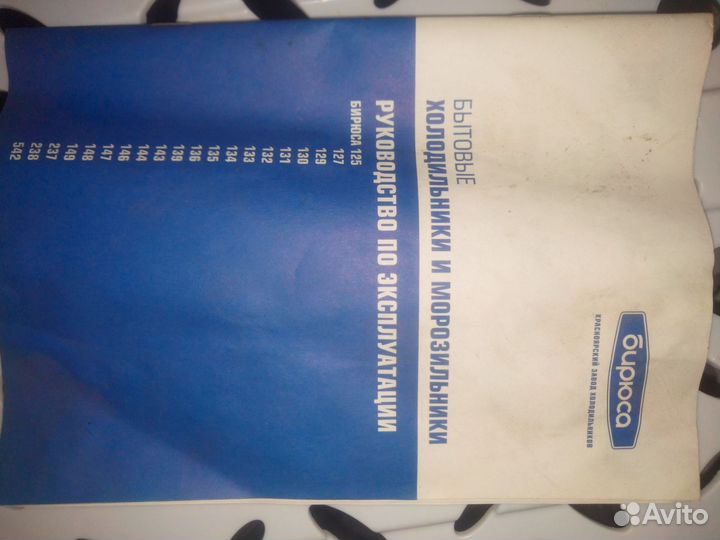 бирюса
КРАСНОЯРСКИЙ ЗАВОД ХОЛОДИЛЬНИКОВ
БЫТОВЫЕ
ХОЛОДИЛЬНИКИ И МОРОЗИЛЬНИКИ
РУКОВОДСТВО ПО ЭКСПЛУАТАЦИИ
БИРЮСА 125
127
129
130
131
132
133
134
135
136
139
143
144
146
147
148
149
237
238
542
Avito